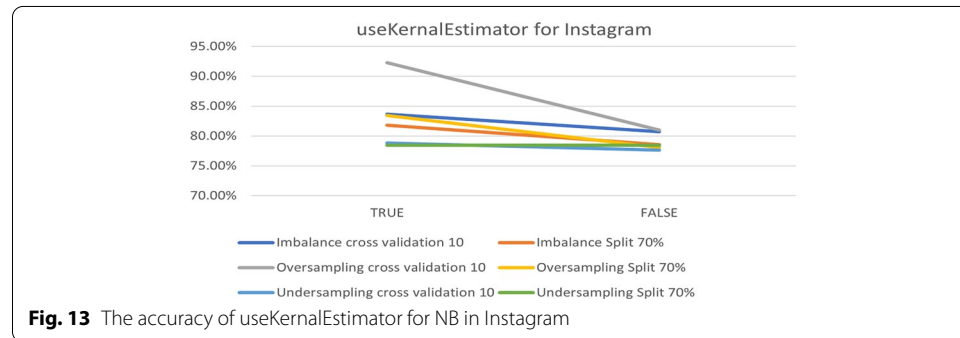 useKernalEstimator for Instagram
95.00%
90.00%
85.00%
80.00%
75.00%
70.00%
TRUE FALSE
Imbalance cross validation 10 Imbalance Split 70%
Oversampling cross validation 10 Oversampling Split 70%
Undersampling cross validation 10 Undersampling Split 70%
Fig. 13 The accuracy of useKernalEstimator for NB in Instagram